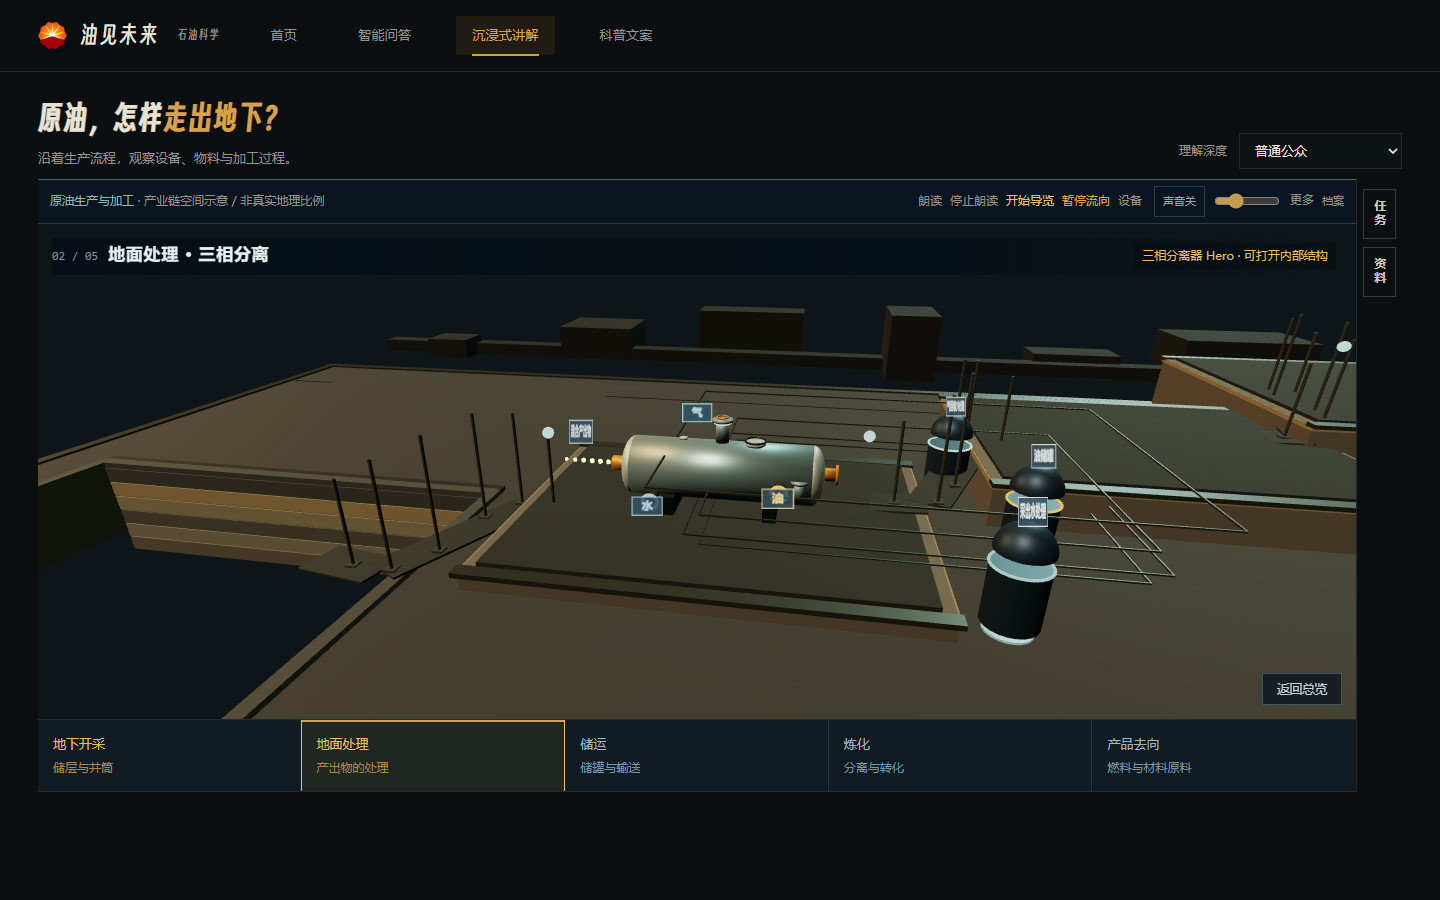 油见未来 石油科学 首页 智能问答 沉浸式讲解 科普文案
原油，怎样走出地下？
沿着生产流程，观察设备、物料与加工过程。
理解深度 普通公众
原油生产与加工 · 产业链空间示意 / 非真实地理比例
朗读 停止朗读 开始导览 暂停流向 设备 声音关 更多 档案
任务
资料
02 / 05 地面处理 · 三相分离
三相分离器 Hero · 可打开内部结构
气
水
油
返回总览
地下开采
储层与井筒
地面处理
产出物的处理
储运
储罐与输送
炼化
分离与转化
产品去向
燃料与材料原料